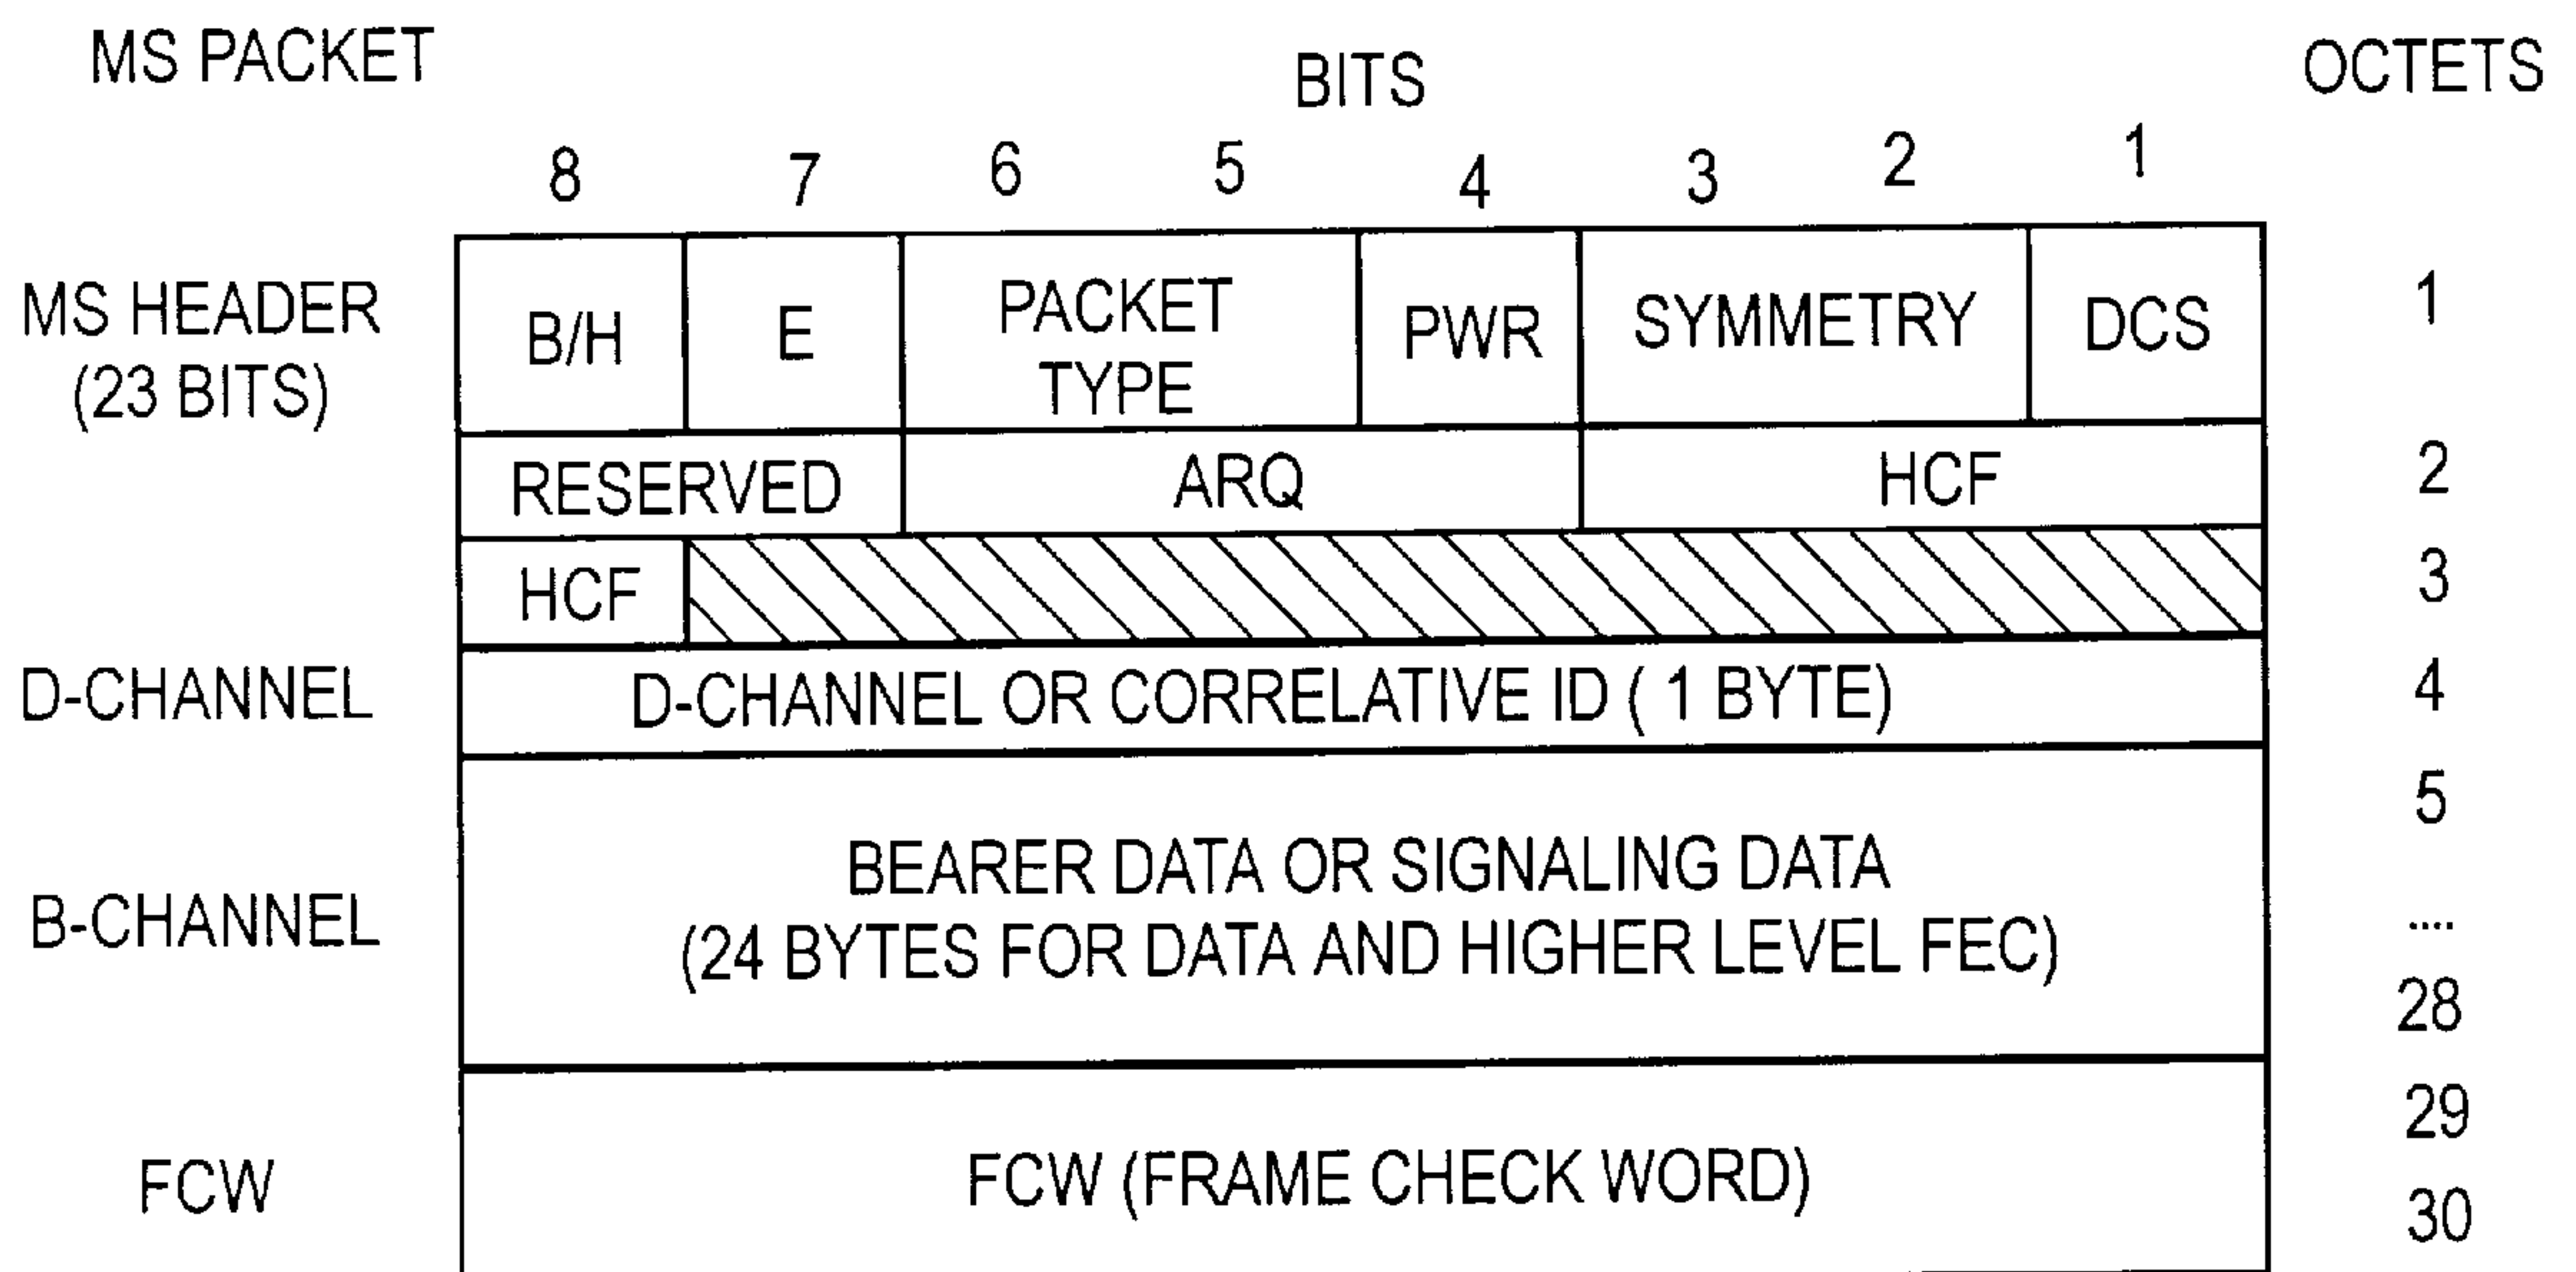 MS PACKET BITS OCTETS
8 7 6 5 4 3 2 1
MS HEADER
(23 BITS)
B/H E PACKET
TYPE PWR SYMMETRY DCS 1
RESERVED ARQ HCF 2
HCF 3
D-CHANNEL D-CHANNEL OR CORRELATIVE ID ( 1 BYTE) 4
B-CHANNEL BEARER DATA OR SIGNALING DATA
(24 BYTES FOR DATA AND HIGHER LEVEL FEC)
5
....
28
FCW FCW (FRAME CHECK WORD)
29
30